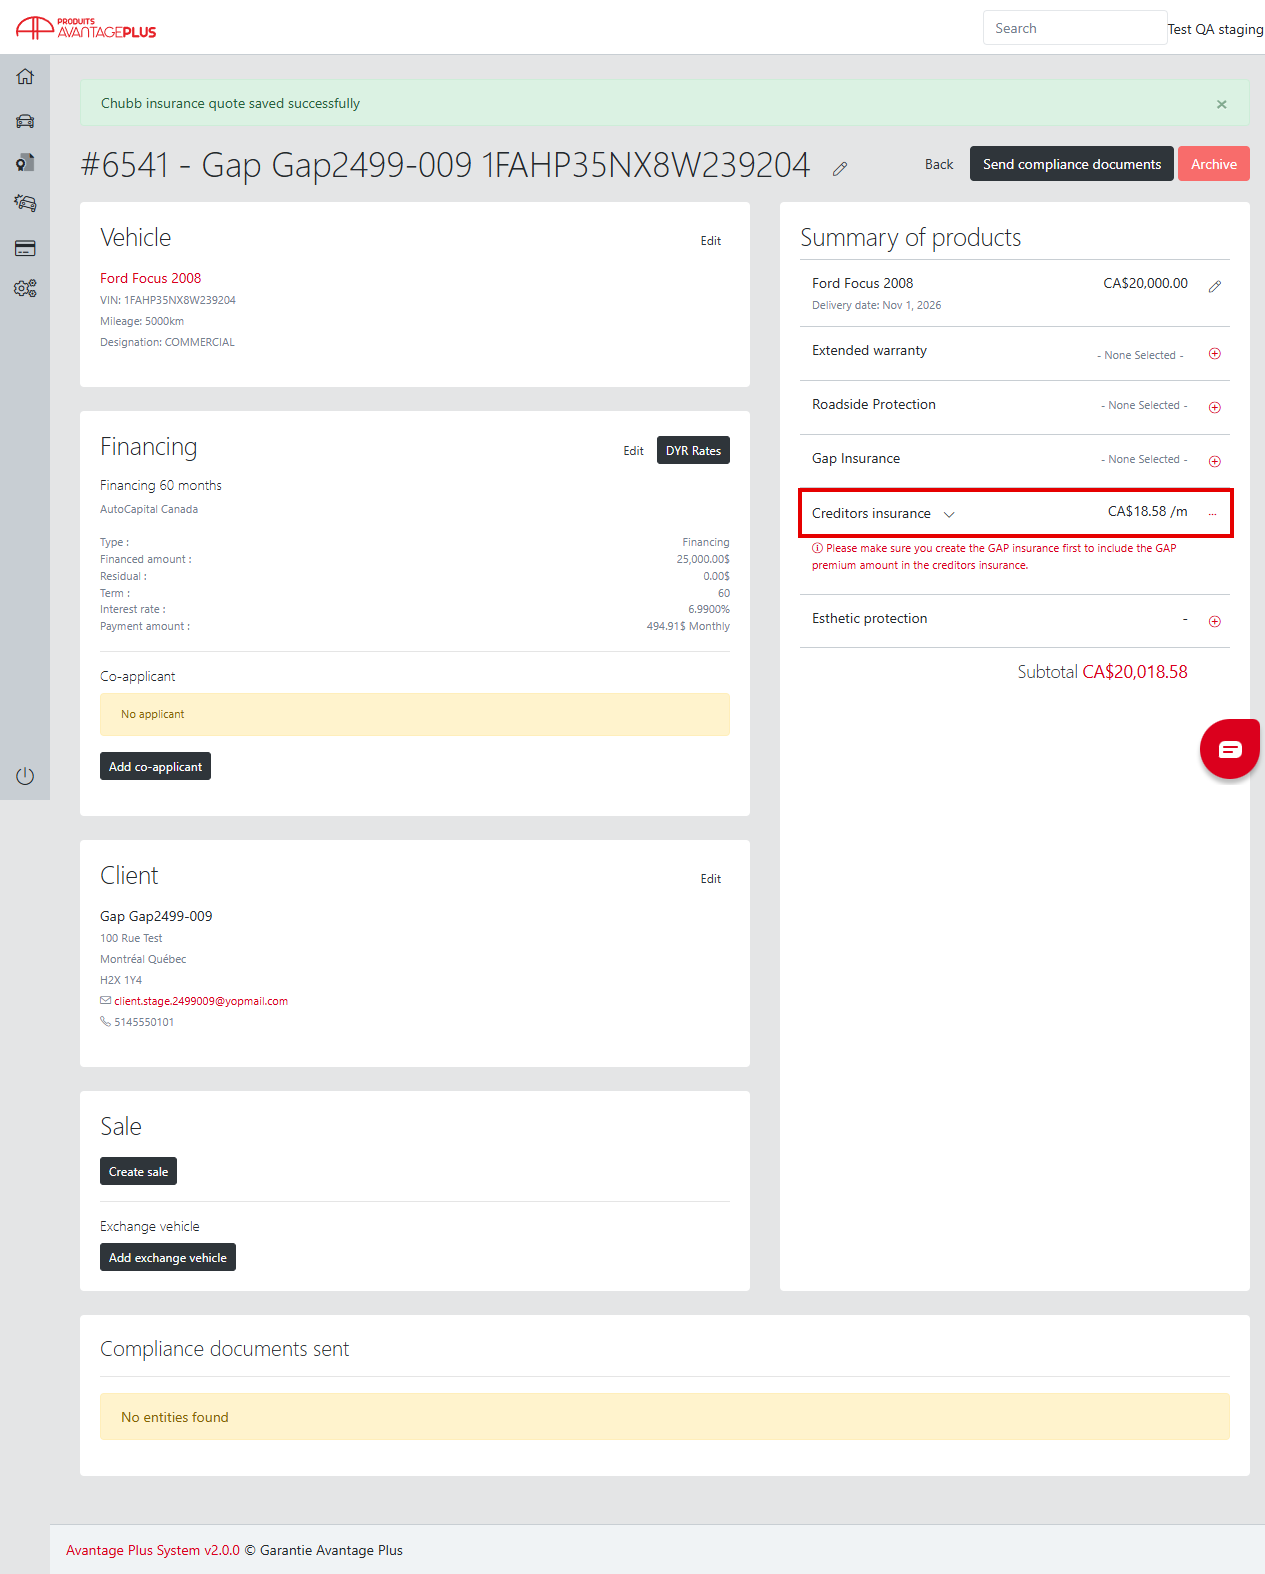 PRODUITS
AVANTAGEPLUS
Search
Test QA staging
Chubb insurance quote saved successfully
×
#6541 - Gap Gap2499-009 1FAHP35NX8W239204
Back
Send compliance documents
Archive
Vehicle
Edit
Ford Focus 2008
VIN: 1FAHP35NX8W239204
Mileage: 5000km
Designation: COMMERCIAL
Financing
Edit
DYR Rates
Financing 60 months
AutoCapital Canada
Type : Financing
Financed amount : 25,000.00$
Residual : 0.00$
Term : 60
Interest rate : 6.9900%
Payment amount : 494.91$ Monthly
Co-applicant
No applicant
Add co-applicant
Client
Edit
Gap Gap2499-009
100 Rue Test
Montréal Québec
H2X 1Y4
client.stage.2499009@yopmail.com
5145550101
Sale
Create sale
Exchange vehicle
Add exchange vehicle
Summary of products
Ford Focus 2008 CA$20,000.00
Delivery date: Nov 1, 2026
Extended warranty - None Selected -
Roadside Protection - None Selected -
Gap Insurance - None Selected -
Creditors insurance CA$18.58 /m ...
Please make sure you create the GAP insurance first to include the GAP
premium amount in the creditors insurance.
Esthetic protection -
Subtotal CA$20,018.58
Compliance documents sent
No entities found
Avantage Plus System v2.0.0 © Garantie Avantage Plus